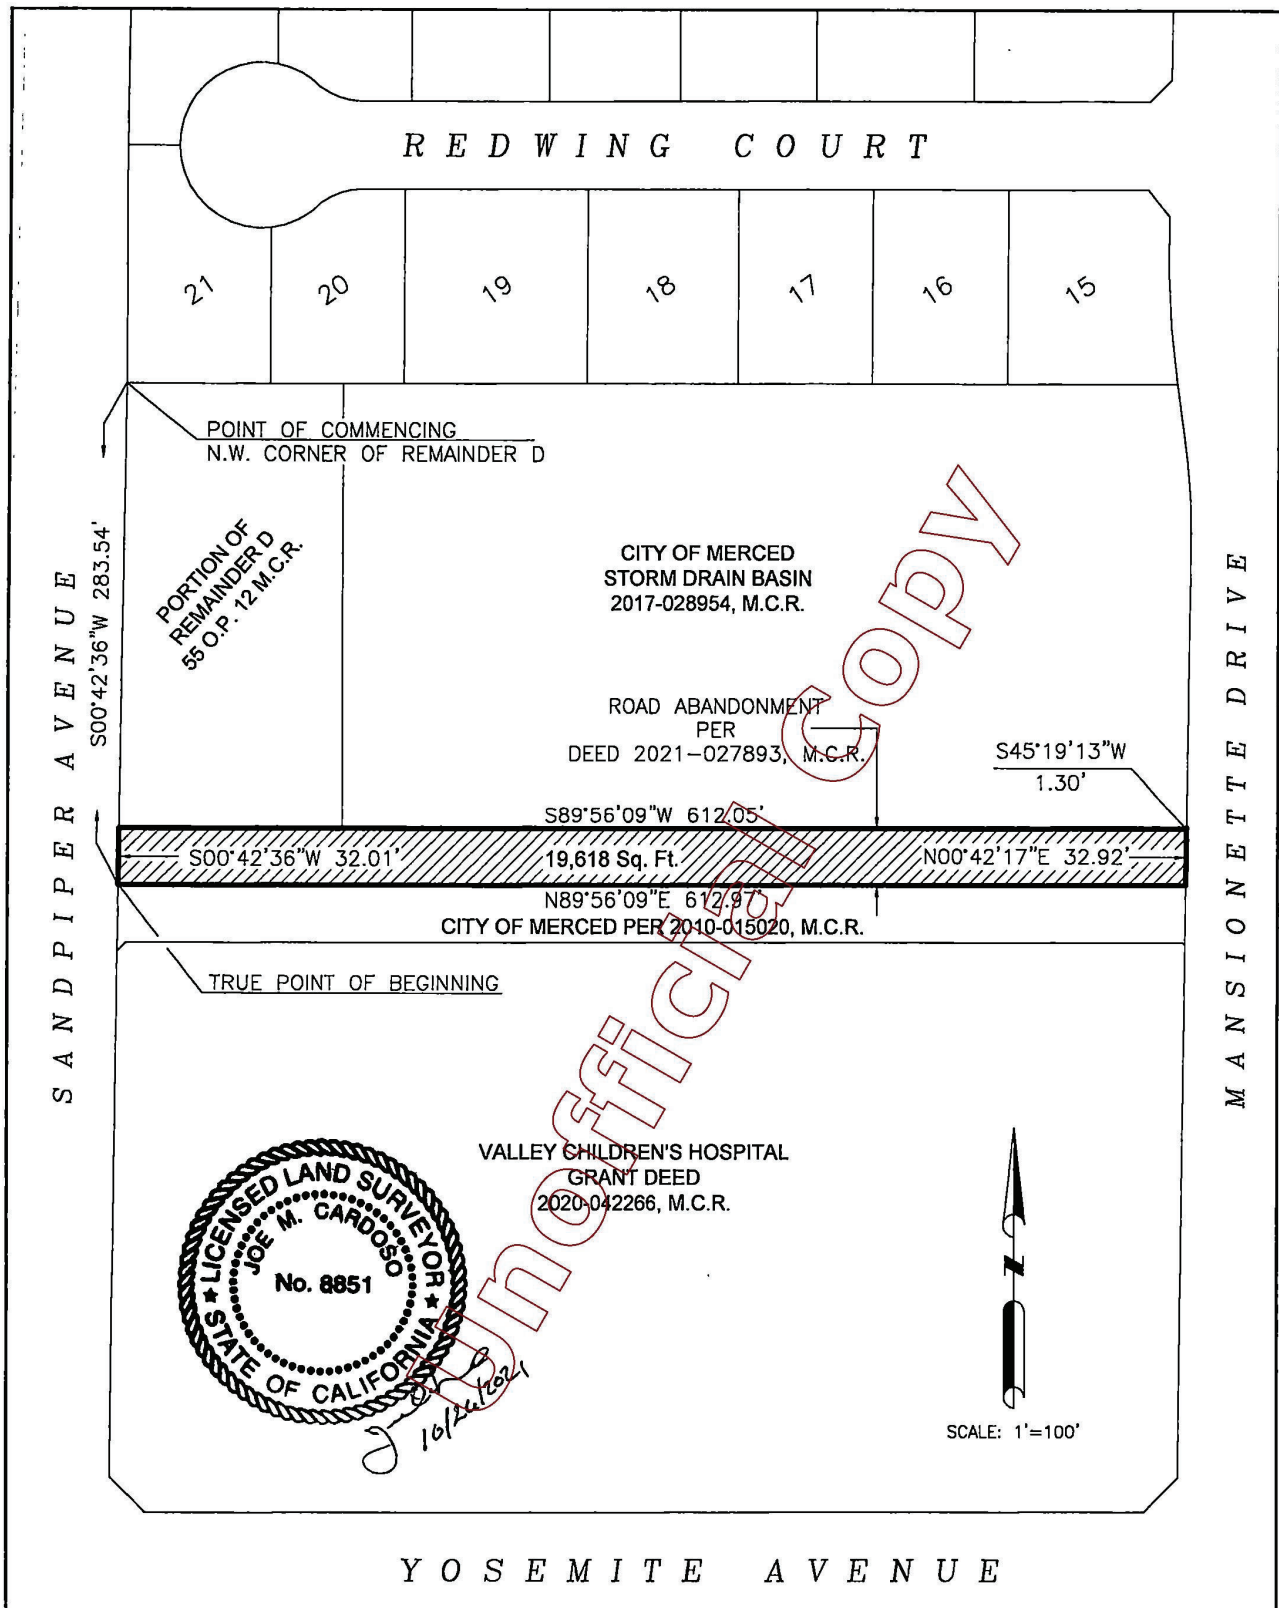 REDWING COURT
21
20
19
18
17
16
15
POINT OF COMMENCING
N.W. CORNER OF REMAINDER D
S00°42'36"W 283.54'
PORTION OF
REMAINDER D
55 O.P. 12 M.C.R.
CITY OF MERCED
STORM DRAIN BASIN
2017-028954, M.C.R.
SANDPIPER AVENUE
MANSIONETTE DRIVE
ROAD ABANDONMENT
PER
DEED 2021-027893, M.C.R.
S45°19'13"W
1.30'
S89°56'09"W 612.05'
S00°42'36"W 32.01'
19,618 Sq. Ft.
N00°42'17"E 32.92'
N89°56'09"E 612.97'
CITY OF MERCED PER 2010-015020, M.C.R.
TRUE POINT OF BEGINNING
VALLEY CHILDREN'S HOSPITAL
GRANT DEED
2020-042266, M.C.R.
LICENSED LAND SURVEYOR
JOE M. CARDOSO
No. 8851
STATE OF CALIFORNIA
Unofficial Copy
SCALE: 1'=100'
YOSEMITE AVENUE